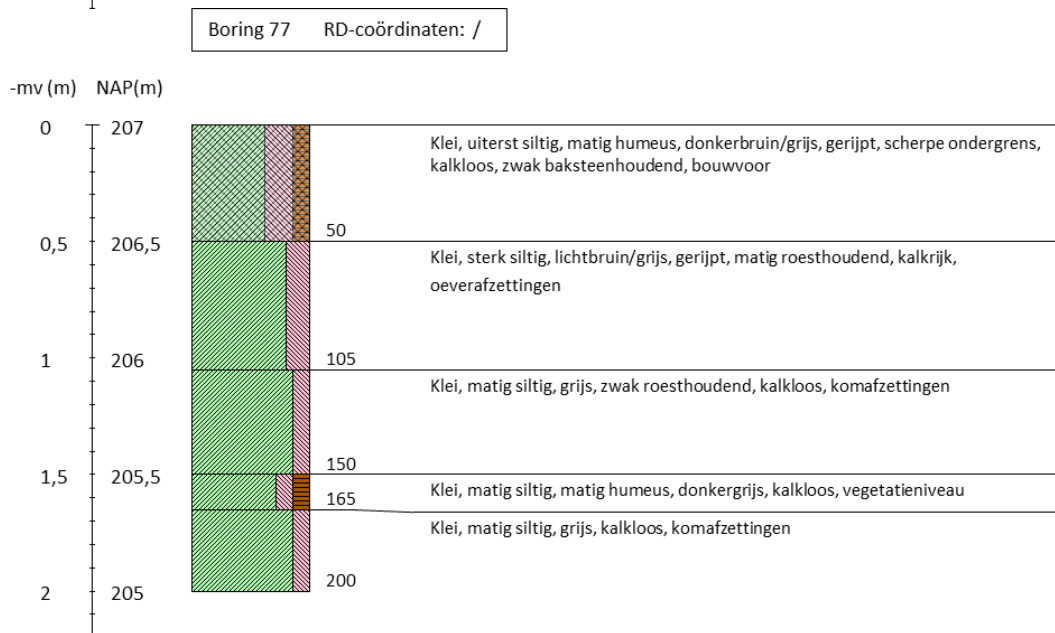 Boring 77 RD-coördinaten: /
-mv (m) NAP(m)
0 207
Klei, uiterst siltig, matig humeus, donkerbruin/grijs, gerijpt, scherpe ondergrens,
kalkloos, zwak baksteenhoudend, bouwvoor
50
0,5 206,5
Klei, sterk siltig, lichtbruin/grijs, gerijpt, matig roesthoudend, kalkrijk,
oeverafzettingen
105
1 206
Klei, matig siltig, grijs, zwak roesthoudend, kalkloos, komafzettingen
150
1,5 205,5
Klei, matig siltig, matig humeus, donkergrijs, kalkloos, vegetatieniveau
165
Klei, matig siltig, grijs, kalkloos, komafzettingen
200
2 205